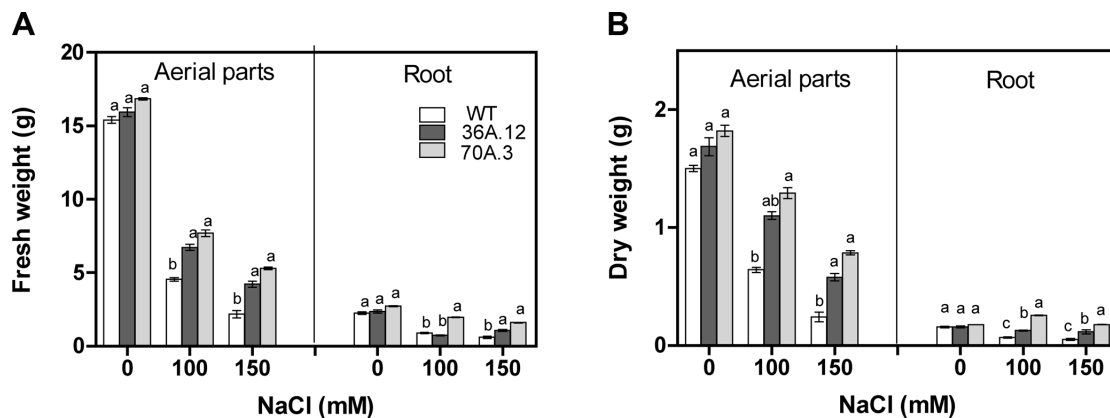 A
Fresh weight (g)
20
15
10
5
0
Aerial parts
Root
WT
36A.12
70A.3
a a a
b a a
b a a
a a a
b b a
b a a
0 100 150 0 100 150
NaCl (mM)
B
Dry weight (g)
2
1
0
Aerial parts
Root
a a a
b ab a
b a a
a a a
c b a
c b a
0 100 150 0 100 150
NaCl (mM)